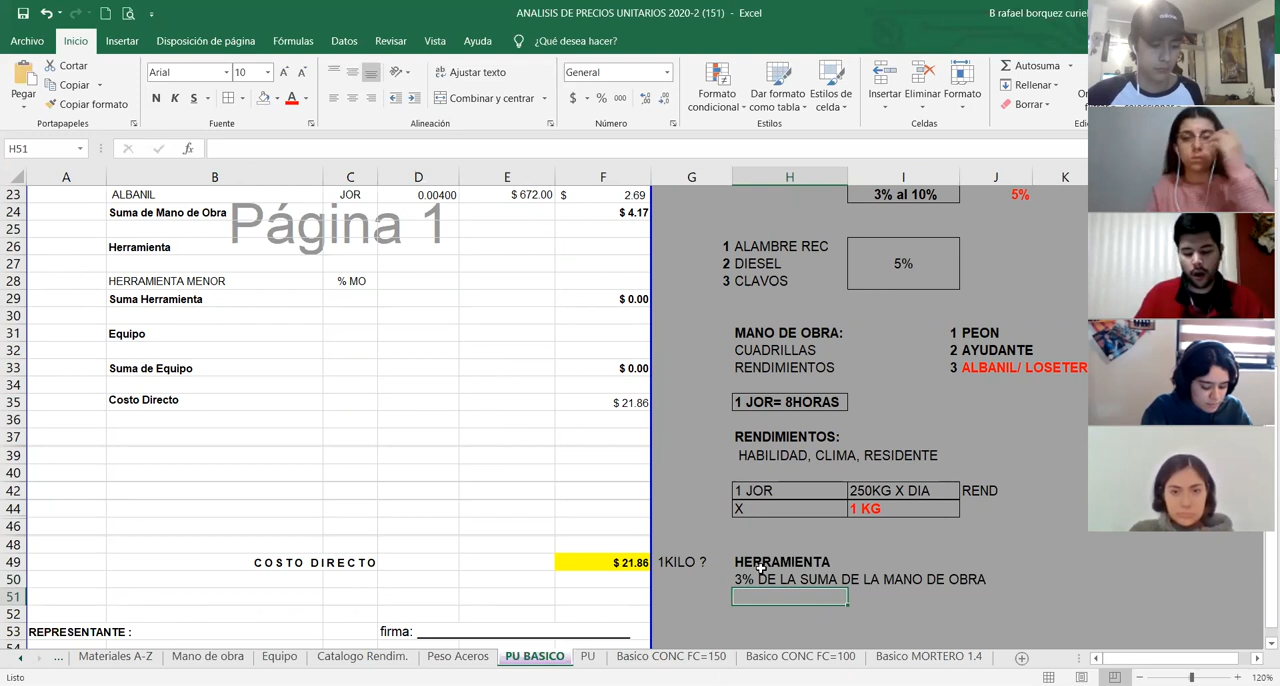 ANALISIS DE PRECIOS UNITARIOS 2020-2 (151) - Excel
B rafael borquez curiel
Archivo Inicio Insertar Disposición de página Fórmulas Datos Revisar Vista Ayuda ¿Qué desea hacer?
Pegar
Cortar
Copiar
Copiar formato
Portapapeles
Arial 10
N K S
Fuente
Ajustar texto
Combinar y centrar
Alineación
General
$ % 000
Número
Formato condicional
Dar formato como tabla
Estilos de celda
Estilos
Insertar Eliminar Formato
Celdas
Autosuma
Rellenar
Borrar
H51
fx
A B C D E F G H I J K
23 ALBANIL JOR 0.00400 $ 672.00 $ 2.69 3% al 10% 5%
24 Suma de Mano de Obra $ 4.17
Página 1
25
26 Herramienta 1 ALAMBRE REC
27 2 DIESEL 5%
28 HERRAMIENTA MENOR % MO 3 CLAVOS
29 Suma Herramienta $ 0.00
30
31 Equipo MANO DE OBRA: 1 PEON
32 CUADRILLAS 2 AYUDANTE
33 Suma de Equipo $ 0.00 RENDIMIENTOS 3 ALBANIL/ LOSETER
34
35 Costo Directo $ 21.86 1 JOR= 8HORAS
36
37 RENDIMIENTOS:
39 HABILIDAD, CLIMA, RESIDENTE
40
42 1 JOR 250KG X DIA REND
44 X 1 KG
46
48
49 COSTO DIRECTO $ 21.86 1KILO ? HERRAMIENTA
50 3% DE LA SUMA DE LA MANO DE OBRA
51
52
53 REPRESENTANTE : firma:
... Materiales A-Z Mano de obra Equipo Catalogo Rendim. Peso Aceros PU BASICO PU Basico CONC FC=150 Basico CONC FC=100 Basico MORTERO 1.4
Listo
120%